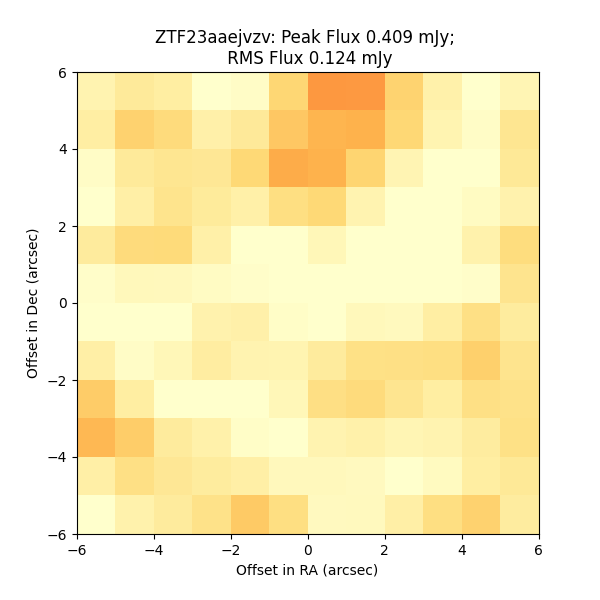 ZTF23aaejvzv: Peak Flux 0.409 mJy;
RMS Flux 0.124 mJy
6
4
2
0
−2
−4
−6
Offset in Dec (arcsec)
−6 −4 −2 0 2 4 6
Offset in RA (arcsec)